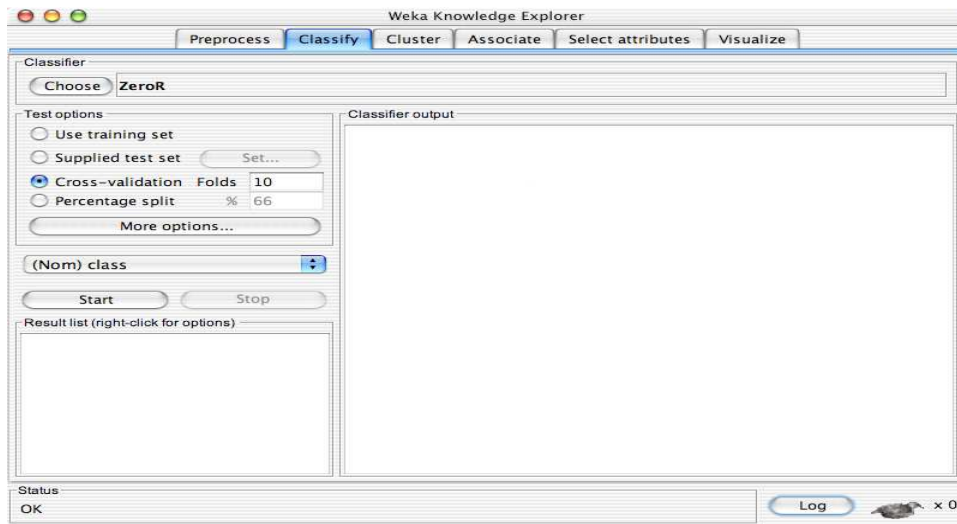 Weka Knowledge Explorer
Preprocess Classify Cluster Associate Select attributes Visualize
Classifier
Choose ZeroR
Test options
Use training set
Supplied test set Set...
Cross-validation Folds 10
Percentage split % 66
More options...
(Nom) class
Start Stop
Result list (right-click for options)
Classifier output
Status
OK
Log x 0